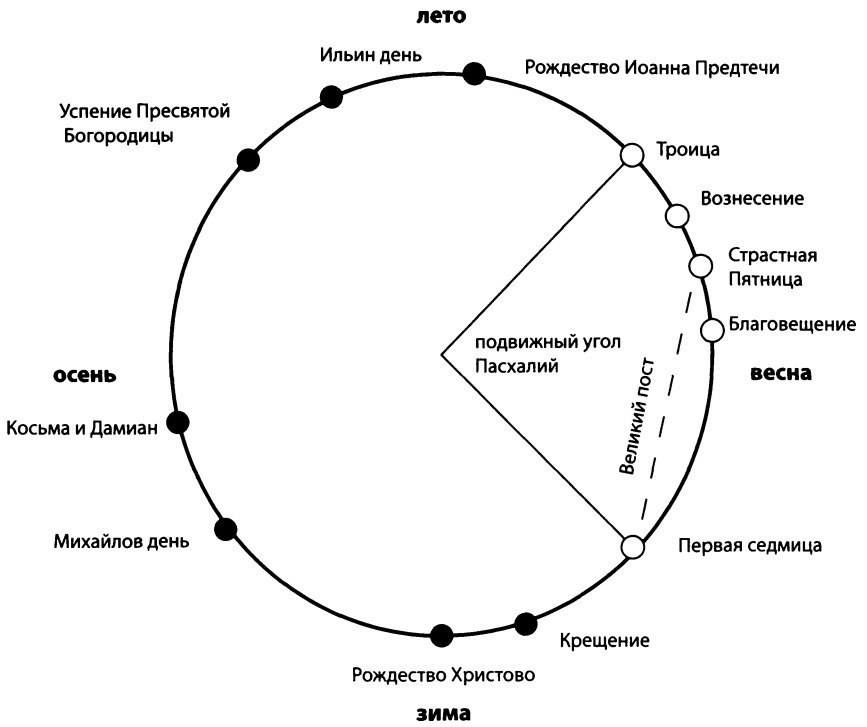 лето
Ильин день
Рождество Иоанна Предтечи
Успение Пресвятой
Богородицы
Троица
Вознесение
Страстная
Пятница
Благовещение
подвижный угол
Пасхалий
осень
весна
Великий пост
Косьма и Дамиан
Михайлов день
Первая седмица
Крещение
Рождество Христово
зима